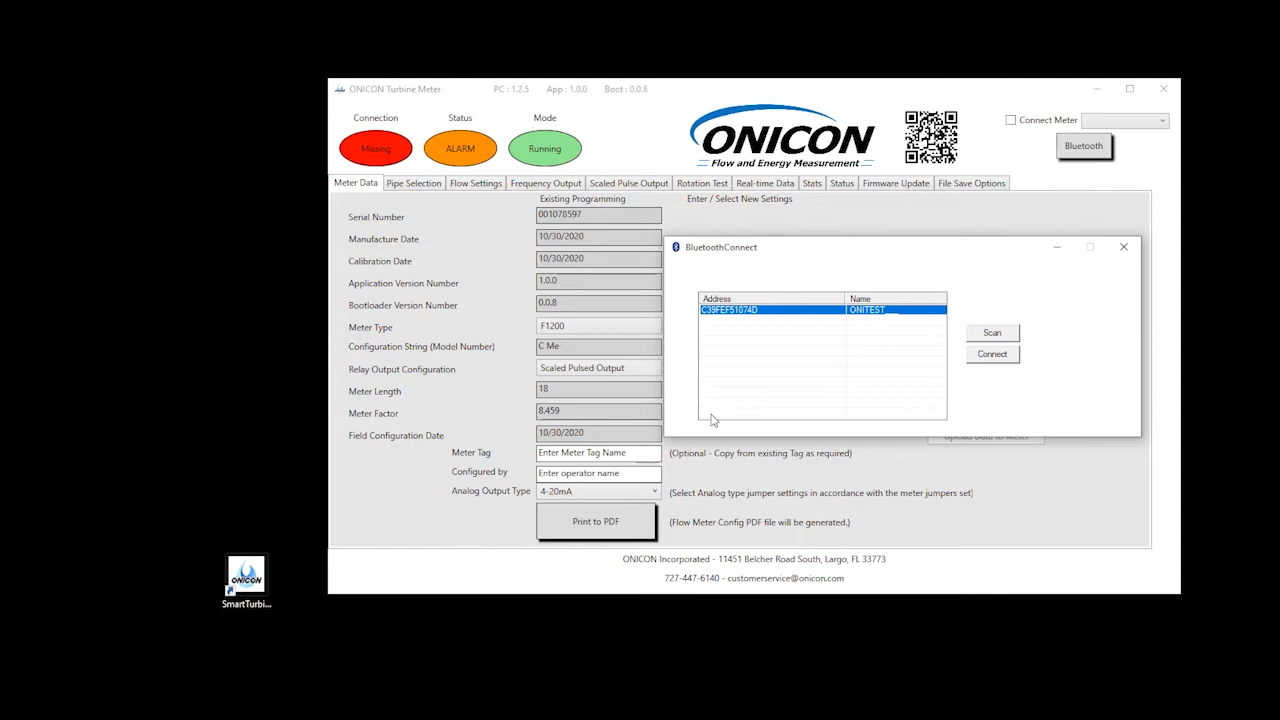 ONICON Turbine Meter PC : 1.2.5 App : 1.0.0 Boot : 0.0.8
Connection Status Mode
Missing ALARM Running
ONICON
Flow and Energy Measurement
Connect Meter
Bluetooth
Meter Data Pipe Selection Flow Settings Frequency Output Scaled Pulse Output Rotation Test Real-time Data Stats Status Firmware Update File Save Options
Existing Programming Enter / Select New Settings
Serial Number 001078597
Manufacture Date 10/30/2020
Calibration Date 10/30/2020
Application Version Number 1.0.0
Bootloader Version Number 0.0.8
Meter Type F1200
Configuration String (Model Number) C Me
Relay Output Configuration Scaled Pulsed Output
Meter Length 18
Meter Factor 8.459
Field Configuration Date 10/30/2020
BluetoothConnect
Address Name
C39FEF51074D ONITEST___
Scan
Connect
Upload Data to Meter
Meter Tag Enter Meter Tag Name (Optional - Copy from existing Tag as required)
Configured by Enter operator name
Analog Output Type 4-20mA (Select Analog type jumper settings in accordance with the meter jumpers set)
Print to PDF (Flow Meter Config PDF file will be generated.)
ONICON Incorporated - 11451 Belcher Road South, Largo, FL 33773
727-447-6140 - customerservice@onicon.com
ONICON
SmartTurbi...